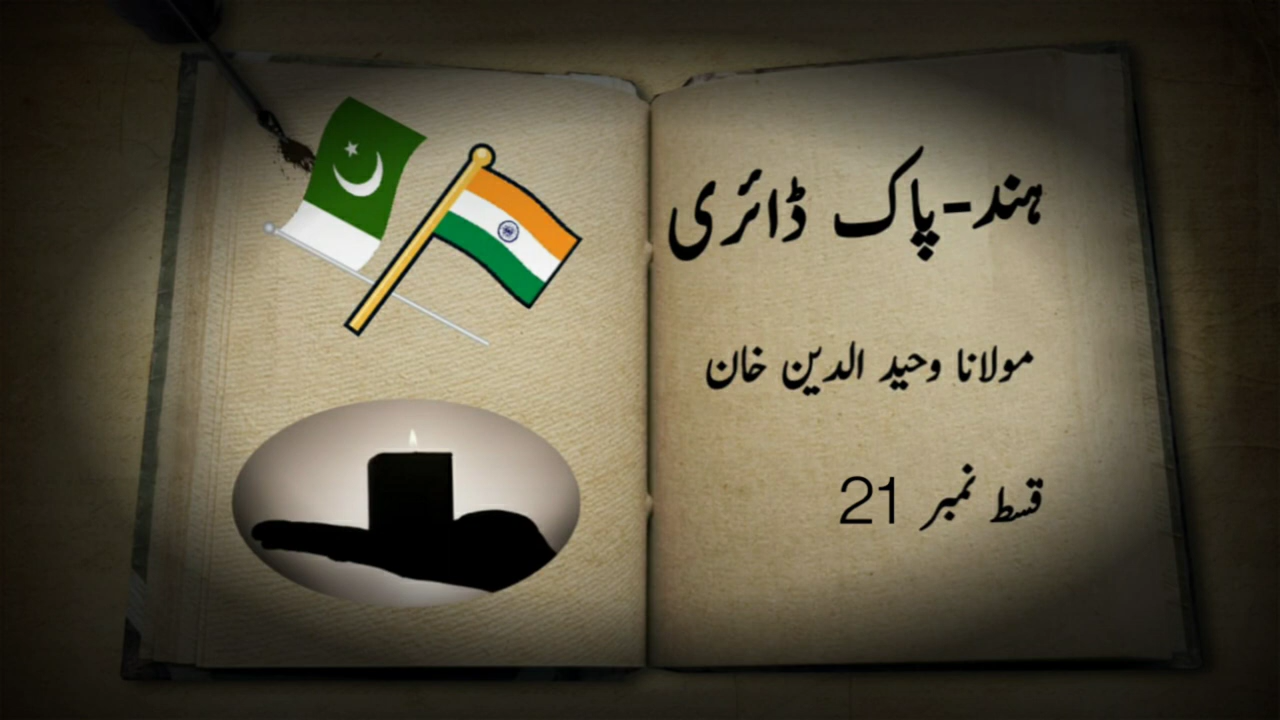 ہند-پاک ڈائری
مولانا وحید الدین خان
قسط نمبر 21